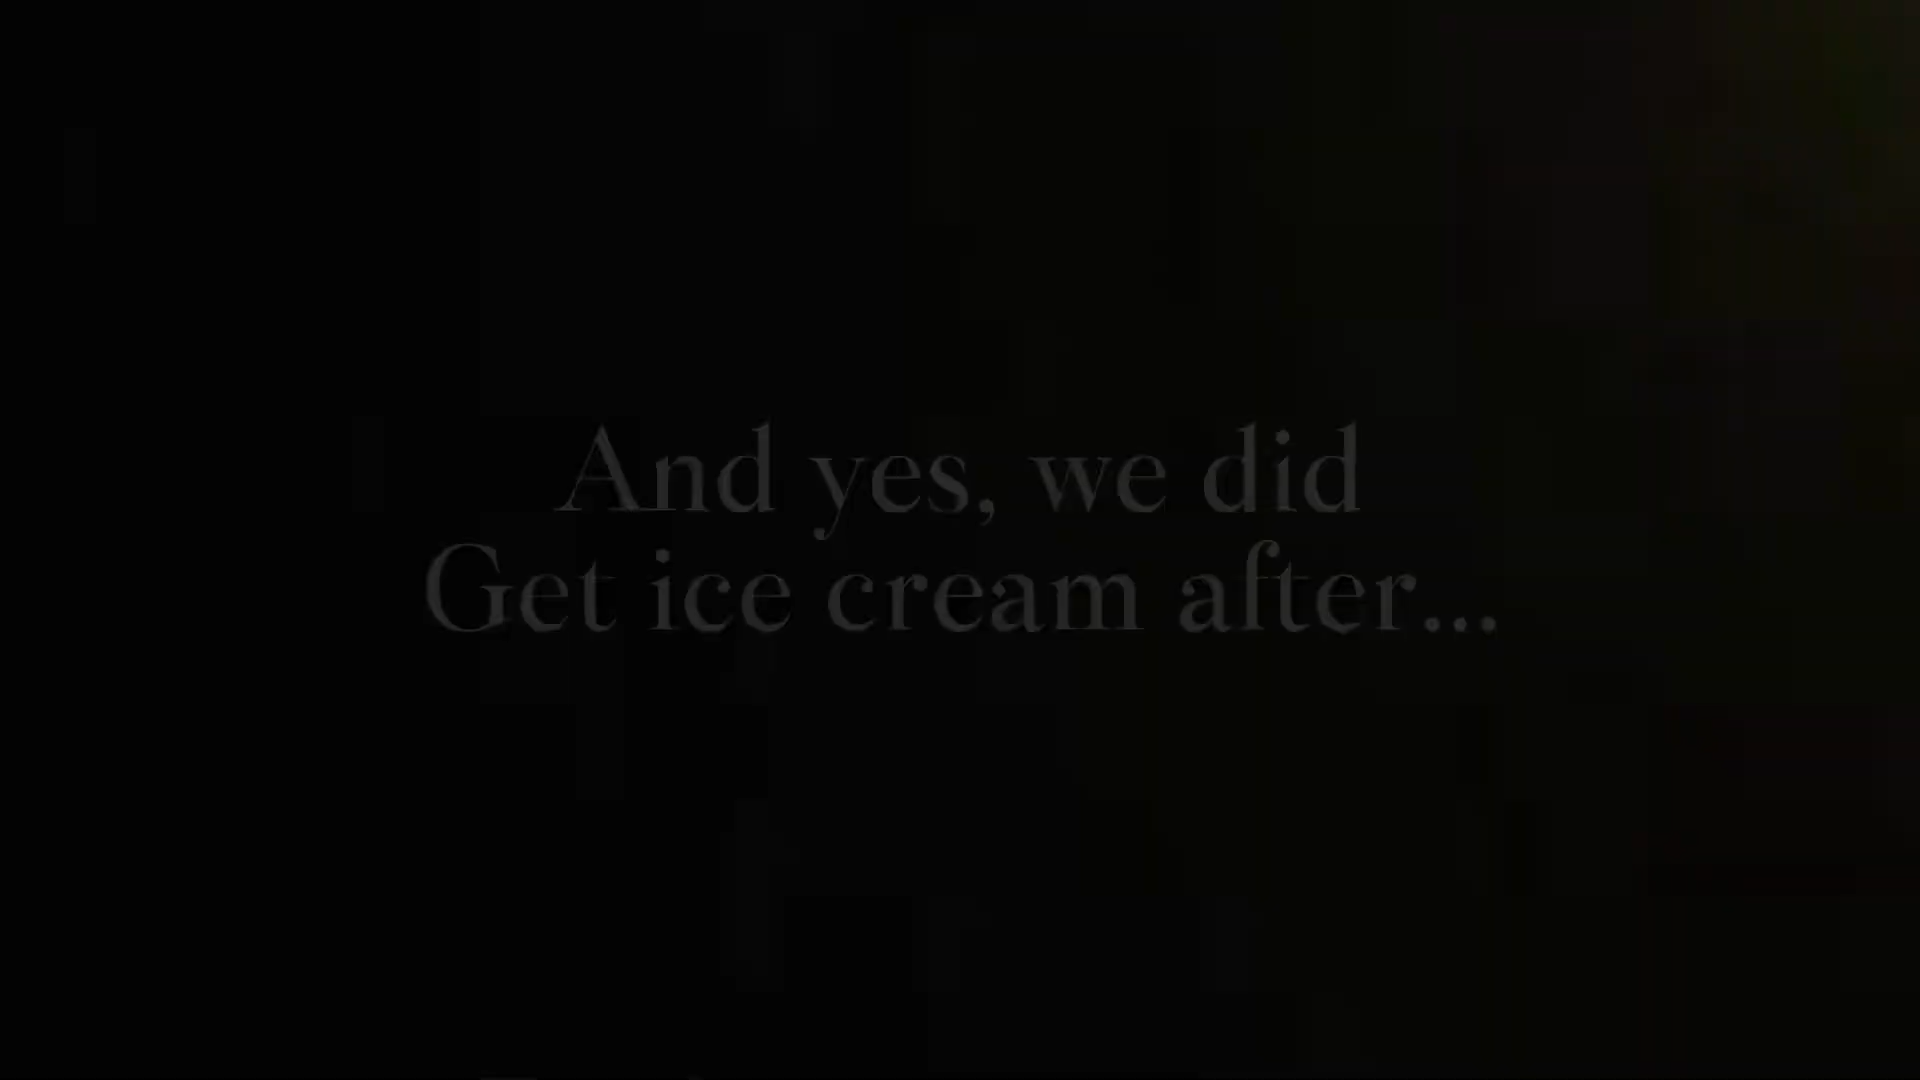 And yes, we did
Get ice cream after...